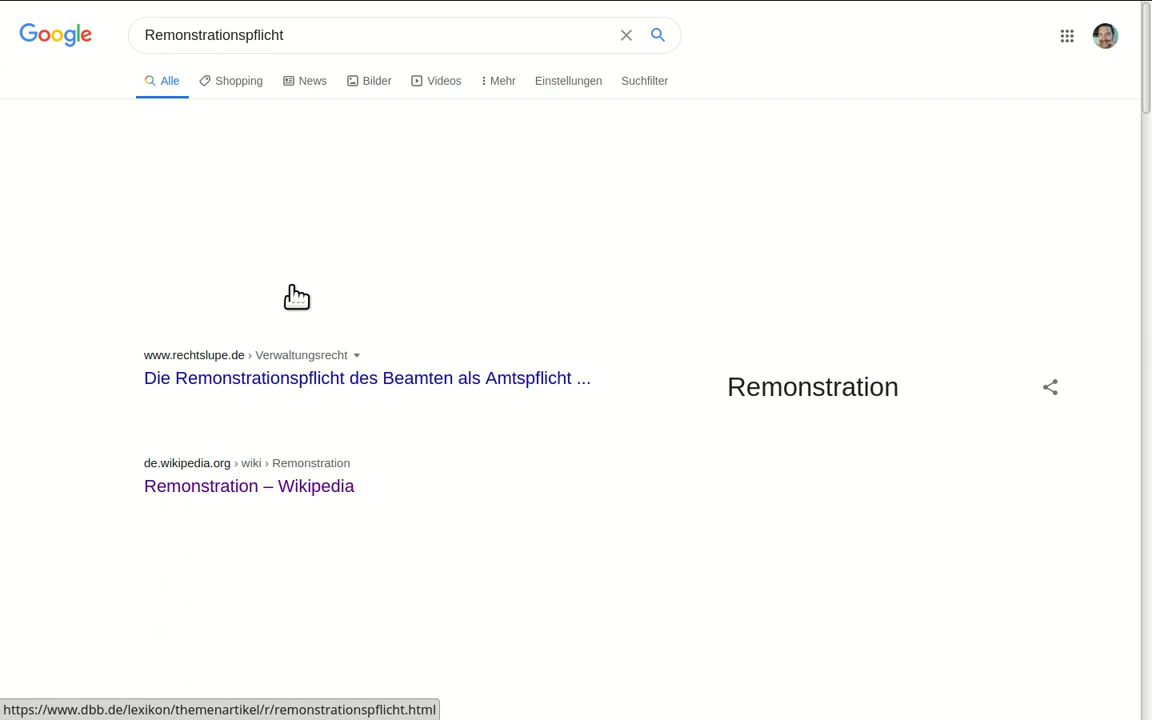 Google
Remonstrationspflicht
Alle Shopping News Bilder Videos Mehr Einstellungen Suchfilter
www.rechtslupe.de › Verwaltungsrecht
Die Remonstrationspflicht des Beamten als Amtspflicht ...
Remonstration
de.wikipedia.org › wiki › Remonstration
Remonstration – Wikipedia
https://www.dbb.de/lexikon/themenartikel/r/remonstrationspflicht.html